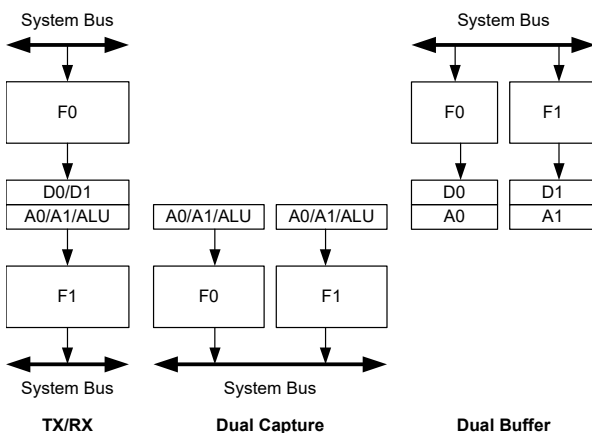 System Bus
System Bus
F0
F0
F1
D0/D1
D0
D1
A0/A1/ALU
A0/A1/ALU
A0/A1/ALU
A0
A1
F1
F0
F1
System Bus
System Bus
TX/RX
Dual Capture
Dual Buffer